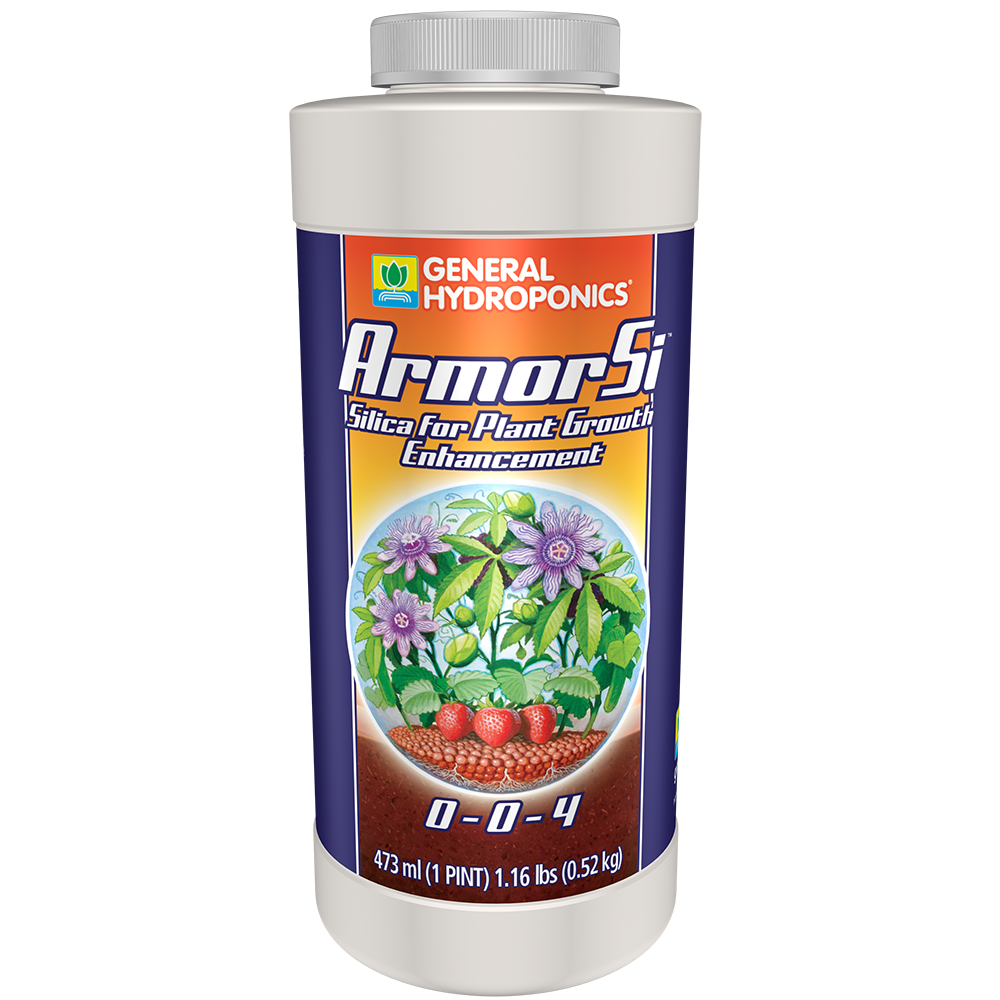 GENERAL
HYDROPONICS®
ArmorSi™
Silica for Plant Growth
Enhancement
0-0-4
473 ml (1 PINT) 1.16 lbs (0.52 kg)